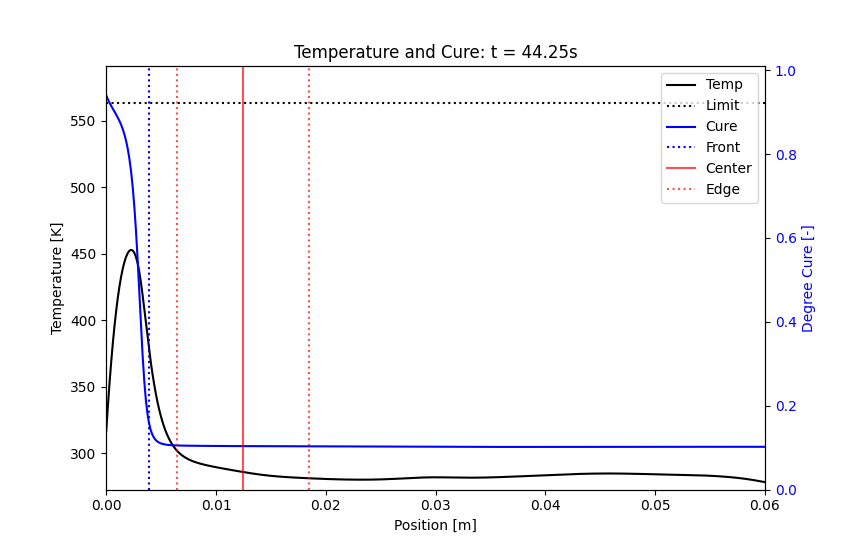 Temperature and Cure: t = 44.25s
Temp
Limit
Cure
Front
Center
Edge
Temperature [K]
550
500
450
400
350
300
1.0
0.8
0.6
0.4
0.2
0.0
Degree Cure [-]
0.00 0.01 0.02 0.03 0.04 0.05 0.06
Position [m]